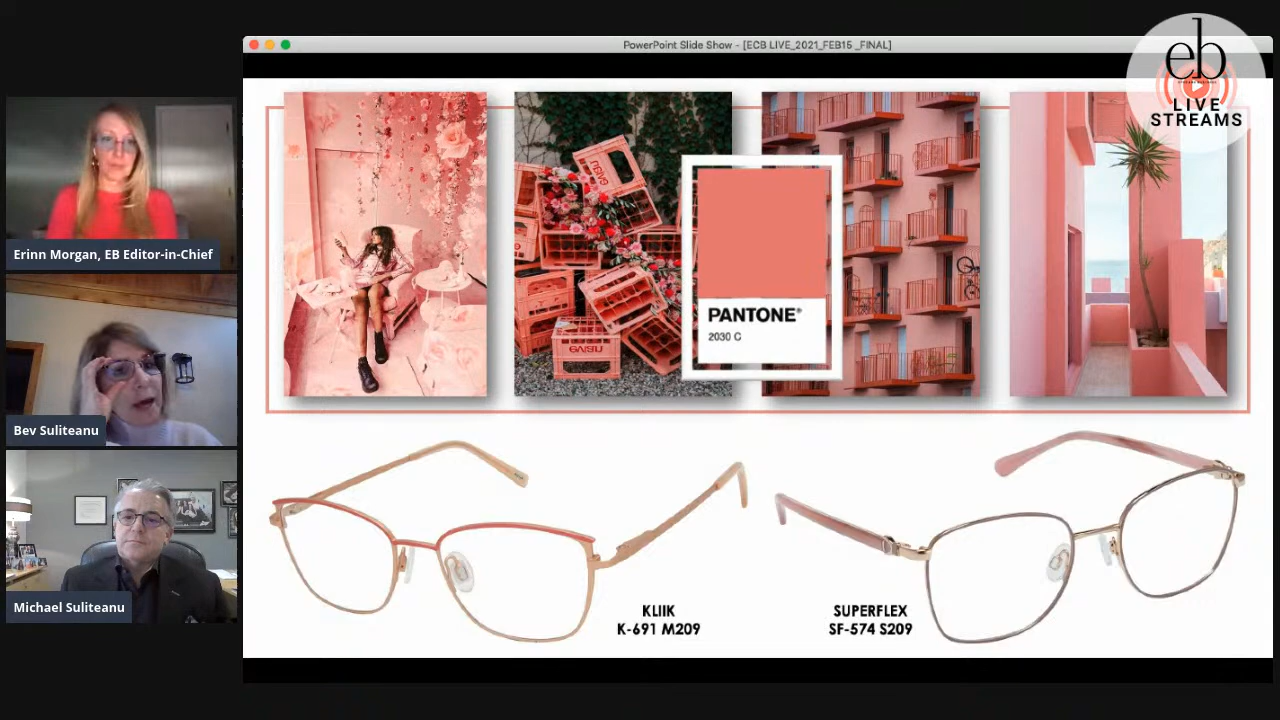 PowerPoint Slide Show - [ECB LIVE_2021_FEB15 _FINAL]
eb
LIVE
STREAMS
Erinn Morgan, EB Editor-in-Chief
Bev Suliteanu
Michael Suliteanu
PANTONE®
2030 C
KLIIK
K-691 M209
SUPERFLEX
SF-574 S209